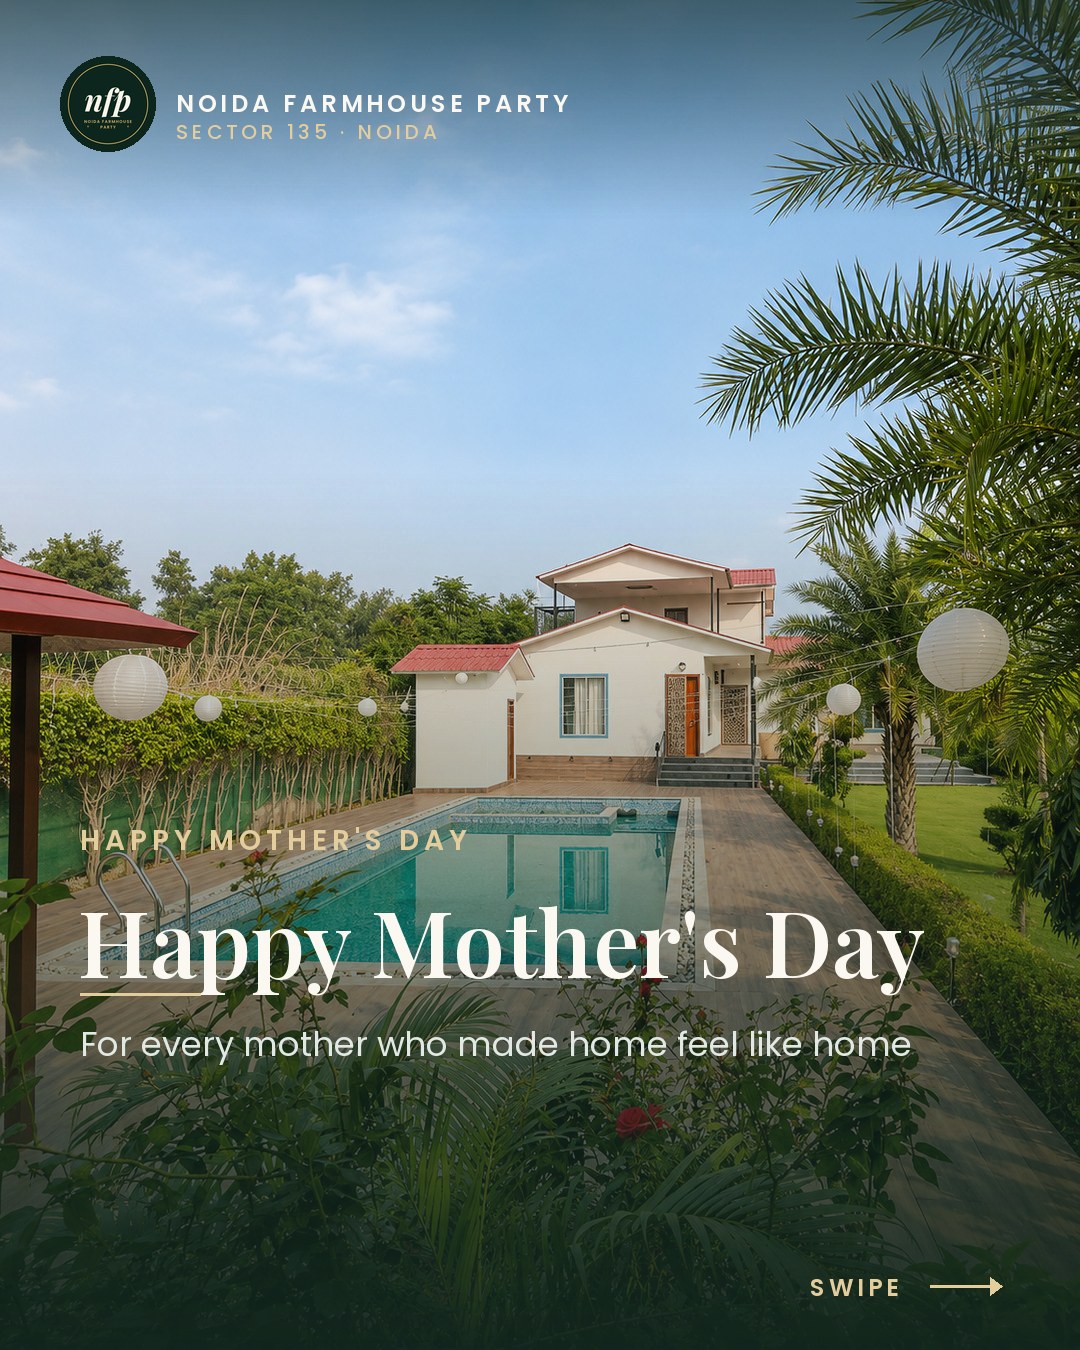 nfp
NOIDA FARMHOUSE
PARTY
NOIDA FARMHOUSE PARTY
SECTOR 135 · NOIDA
HAPPY MOTHER'S DAY
Happy Mother's Day
For every mother who made home feel like home
SWIPE